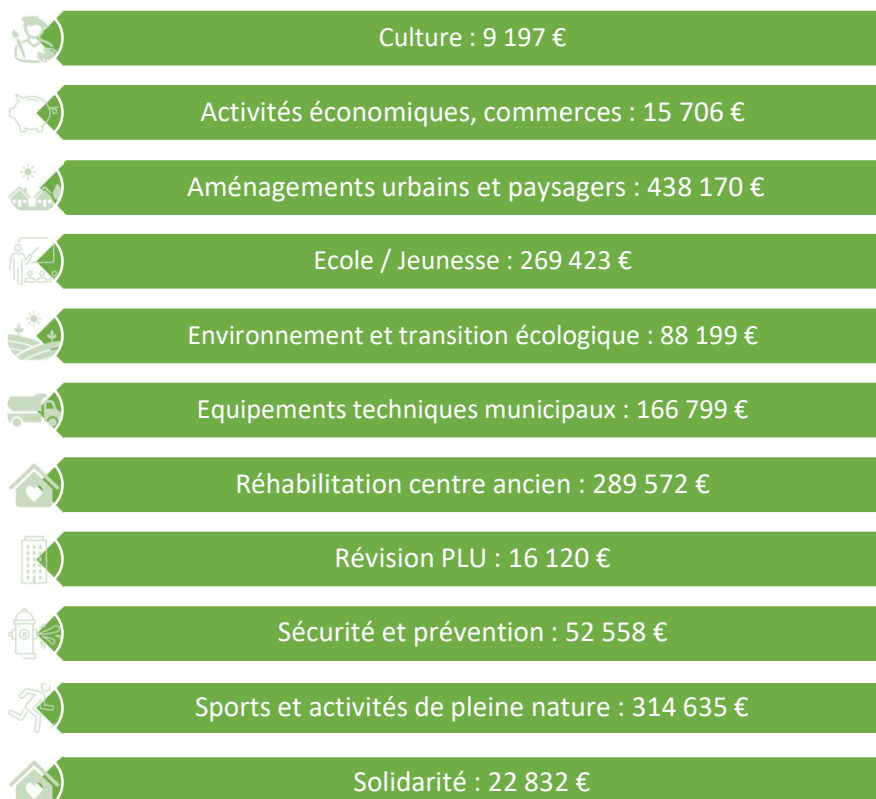 Culture : 9 197 €
Activités économiques, commerces : 15 706 €
Aménagements urbains et paysagers : 438 170 €
Ecole / Jeunesse : 269 423 €
Environnement et transition écologique : 88 199 €
Equipements techniques municipaux : 166 799 €
Réhabilitation centre ancien : 289 572 €
Révision PLU : 16 120 €
Sécurité et prévention : 52 558 €
Sports et activités de pleine nature : 314 635 €
Solidarité : 22 832 €